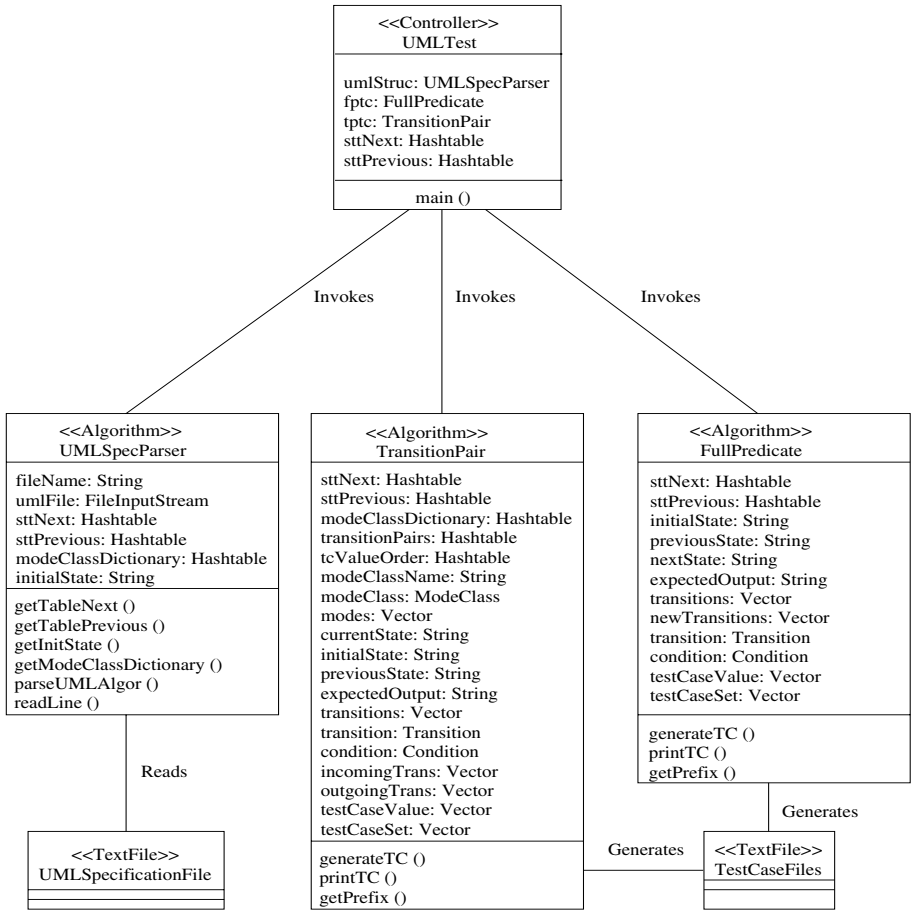 <<Controller>>
UMLTest
umlStruc: UMLSpecParser
fptc: FullPredicate
tptc: TransitionPair
sttNext: Hashtable
sttPrevious: Hashtable
main ()
Invokes
Invokes
Invokes
<<Algorithm>>
UMLSpecParser
fileName: String
umlFile: FileInputStream
sttNext: Hashtable
sttPrevious: Hashtable
modeClassDictionary: Hashtable
initialState: String
getTableNext ()
getTablePrevious ()
getInitState ()
getModeClassDictionary ()
parseUMLAlgor ()
readLine ()
Reads
<<TextFile>>
UMLSpecificationFile
<<Algorithm>>
TransitionPair
sttNext: Hashtable
sttPrevious: Hashtable
modeClassDictionary: Hashtable
transitionPairs: Hashtable
tcValueOrder: Hashtable
modeClassName: String
modeClass: ModeClass
modes: Vector
currentState: String
initialState: String
previousState: String
expectedOutput: String
transitions: Vector
transition: Transition
condition: Condition
incomingTrans: Vector
outgoingTrans: Vector
testCaseValue: Vector
testCaseSet: Vector
generateTC ()
printTC ()
getPrefix ()
Generates
<<Algorithm>>
FullPredicate
sttNext: Hashtable
sttPrevious: Hashtable
initialState: String
previousState: String
nextState: String
expectedOutput: String
transitions: Vector
newTransitions: Vector
transition: Transition
condition: Condition
testCaseValue: Vector
testCaseSet: Vector
generateTC ()
printTC ()
getPrefix ()
Generates
<<TextFile>>
TestCaseFiles